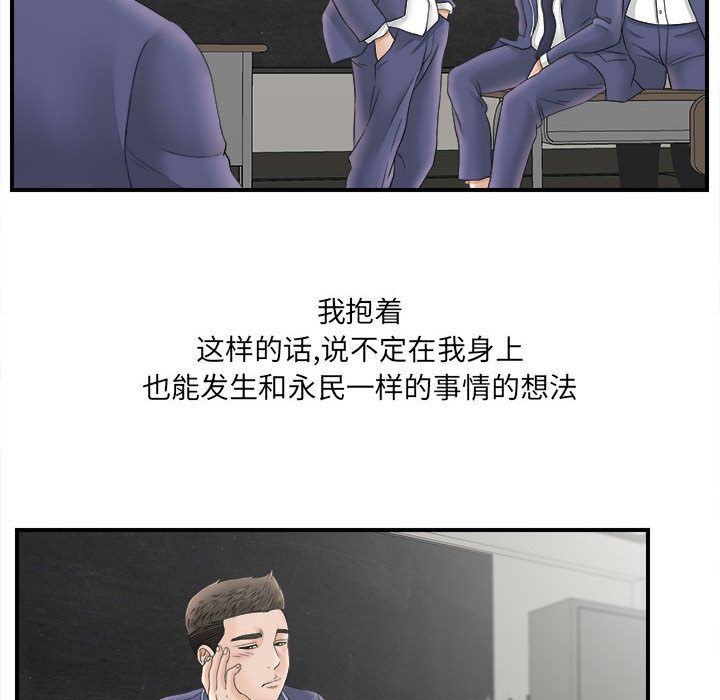 我抱着
这样的话,说不定在我身上
也能发生和永民一样的事情的想法